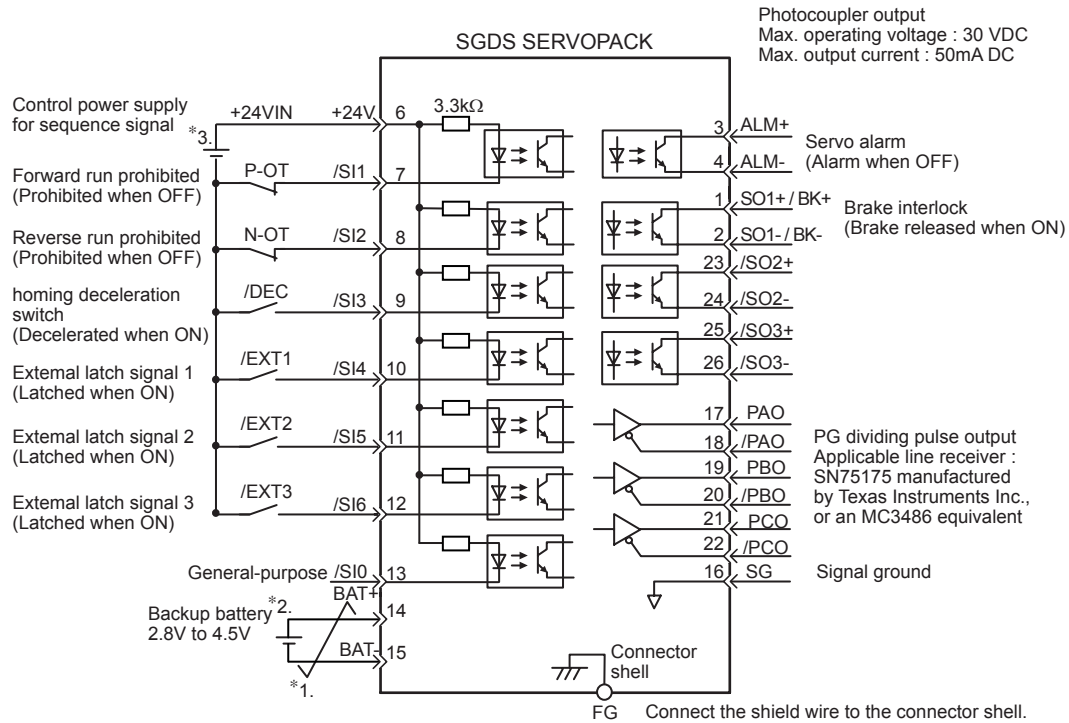 Photocoupler output
Max. operating voltage : 30 VDC
Max. output current : 50mA DC
SGDS SERVOPACK
Control power supply
for sequence signal
*3.
+24VIN
+24V
6
3.3kΩ
Forward run prohibited
(Prohibited when OFF)
P-OT
/SI1
7
Reverse run prohibited
(Prohibited when OFF)
N-OT
/SI2
8
homing deceleration
switch
(Decelerated when ON)
/DEC
/SI3
9
External latch signal 1
(Latched when ON)
/EXT1
/SI4
10
External latch signal 2
(Latched when ON)
/EXT2
/SI5
11
External latch signal 3
(Latched when ON)
/EXT3
/SI6
12
General-purpose
/SI0
13
Backup battery
2.8V to 4.5V
*2.
BAT+
14
BAT-
15
*1.
3
ALM+
4
ALM-
Servo alarm
(Alarm when OFF)
1
SO1+ / BK+
2
SO1- / BK-
Brake interlock
(Brake released when ON)
23
/SO2+
24
/SO2-
25
/SO3+
26
/SO3-
17
PAO
18
/PAO
19
PBO
20
/PBO
21
PCO
22
/PCO
PG dividing pulse output
Applicable line receiver :
SN75175 manufactured
by Texas Instruments Inc.,
or an MC3486 equivalent
16
SG
Signal ground
Connector
shell
FG
Connect the shield wire to the connector shell.